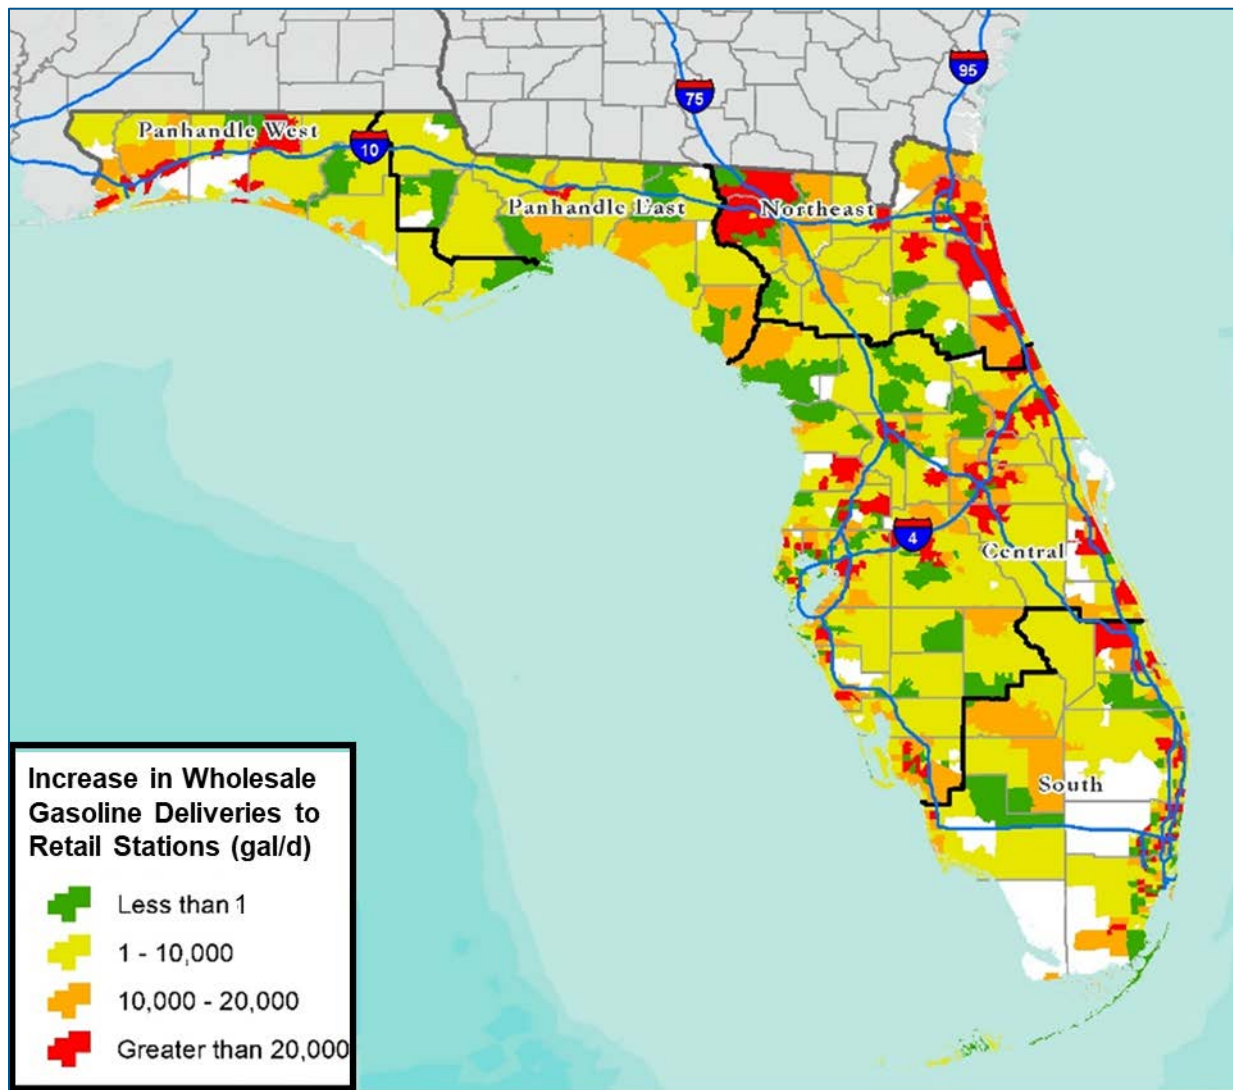 95
75
Panhandle West
10
Panhandle East
Northeast
4
Central
South
Increase in Wholesale
Gasoline Deliveries to
Retail Stations (gal/d)
Less than 1
1 - 10,000
10,000 - 20,000
Greater than 20,000